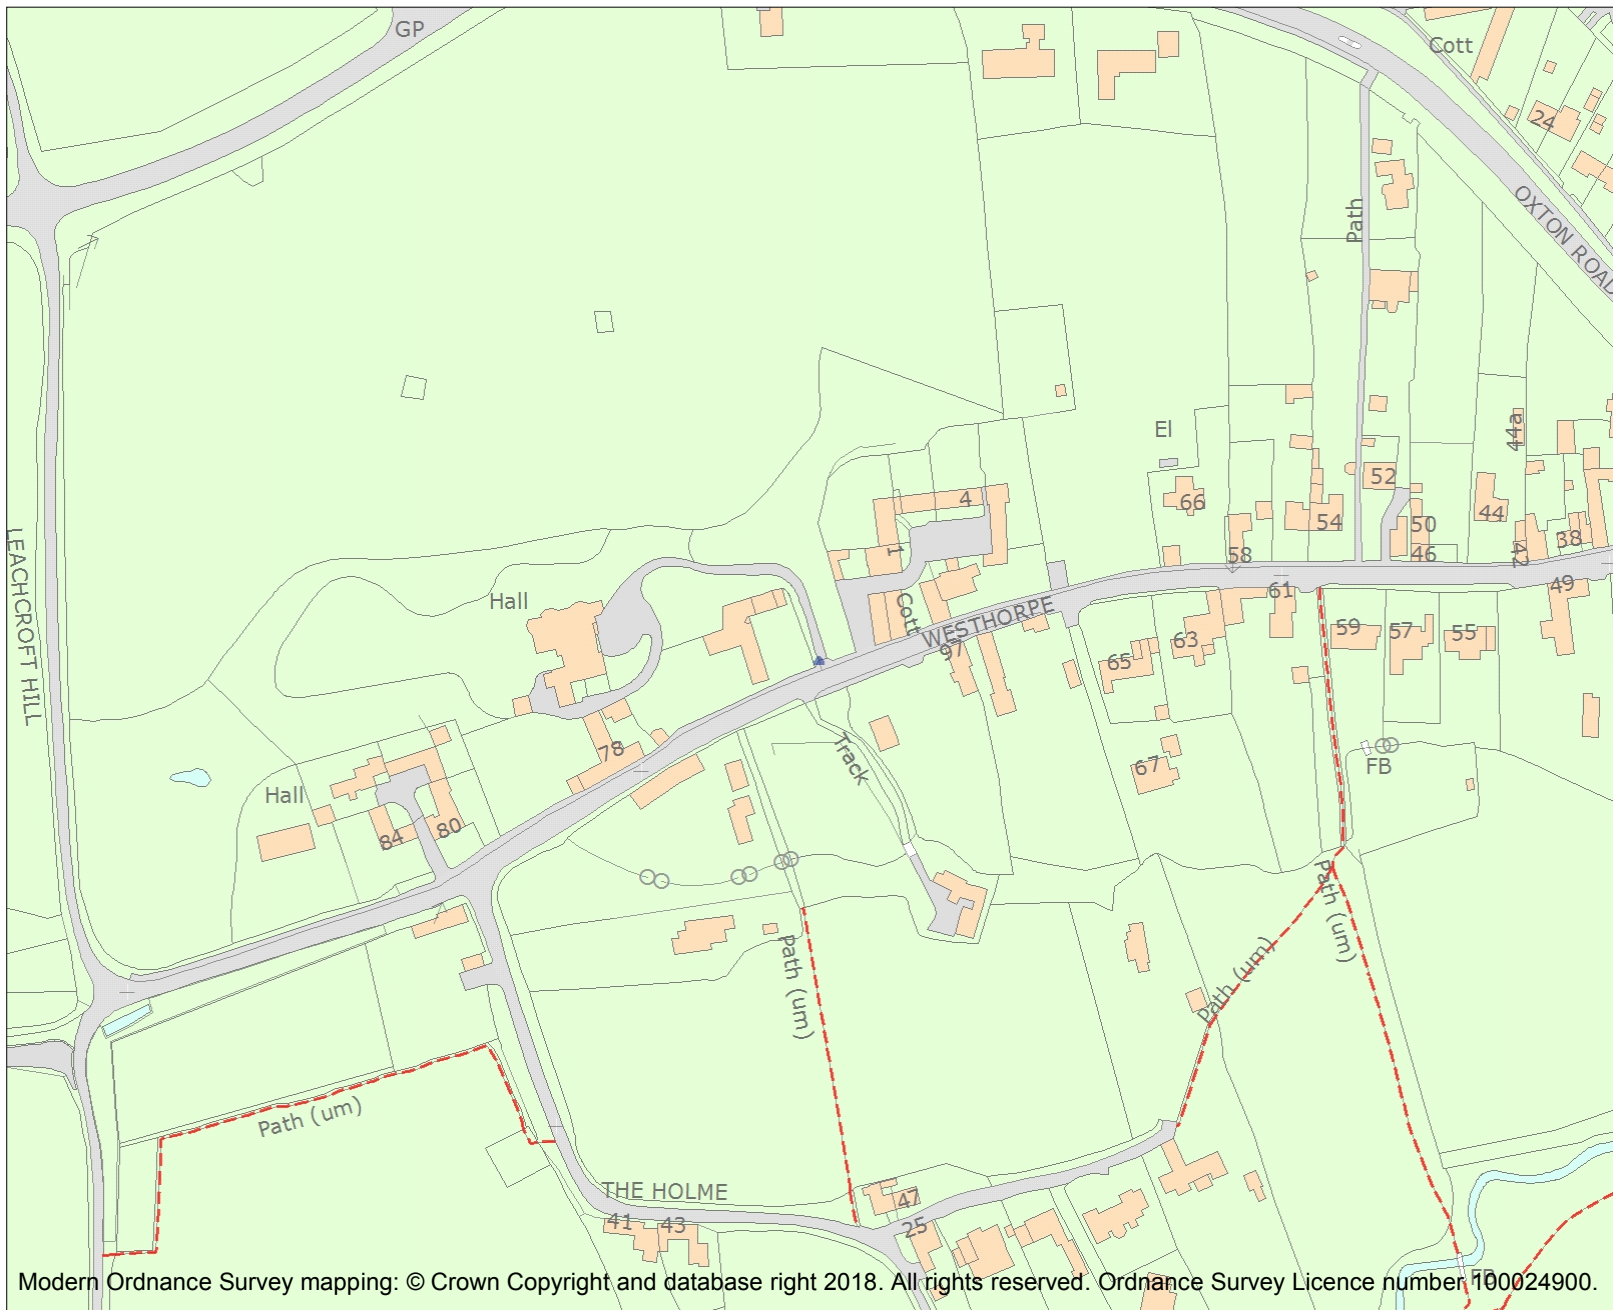 GP
Cott
24
OXTON ROAD
Path
El
44a
4
66
52
44
54
50
1
58
46
42
38
Hall
Cott
61
49
WESTHORPE
LEACHCROFT HILL
59
57
55
97
63
65
78
Track
67
FB
Hall
84
80
Path (um)
Path (um)
Path (um)
Path (um)
THE HOLME
47
41
43
25
FB
Modern Ordnance Survey mapping: © Crown Copyright and database right 2018. All rights reserved. Ordnance Survey Licence number 100024900.